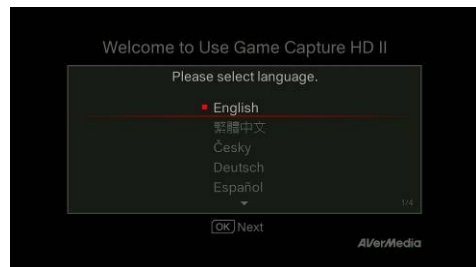 Welcome to Use Game Capture HD II
Please select language.
English
繁體中文
Česky
Deutsch
Español
1/4
OK Next
AVerMedia